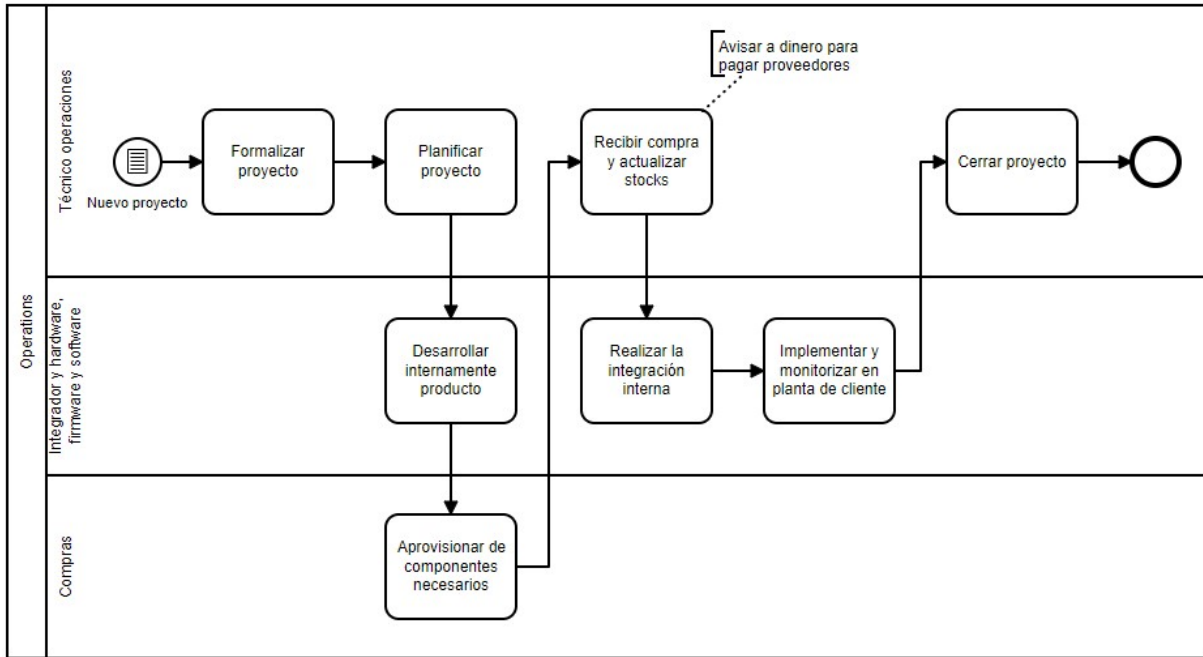 Operations
Técnico operaciones
Nuevo proyecto
Formalizar
proyecto
Planificar
proyecto
Recibir compra
y actualizar
stocks
Avisar a dinero para
pagar proveedores
Cerrar proyecto
Integrador y hardware,
firmware y software
Desarrollar
internamente
producto
Realizar la
integración
interna
Implementar y
monitorizar en
planta de cliente
Compras
Aprovisionar de
componentes
necesarios